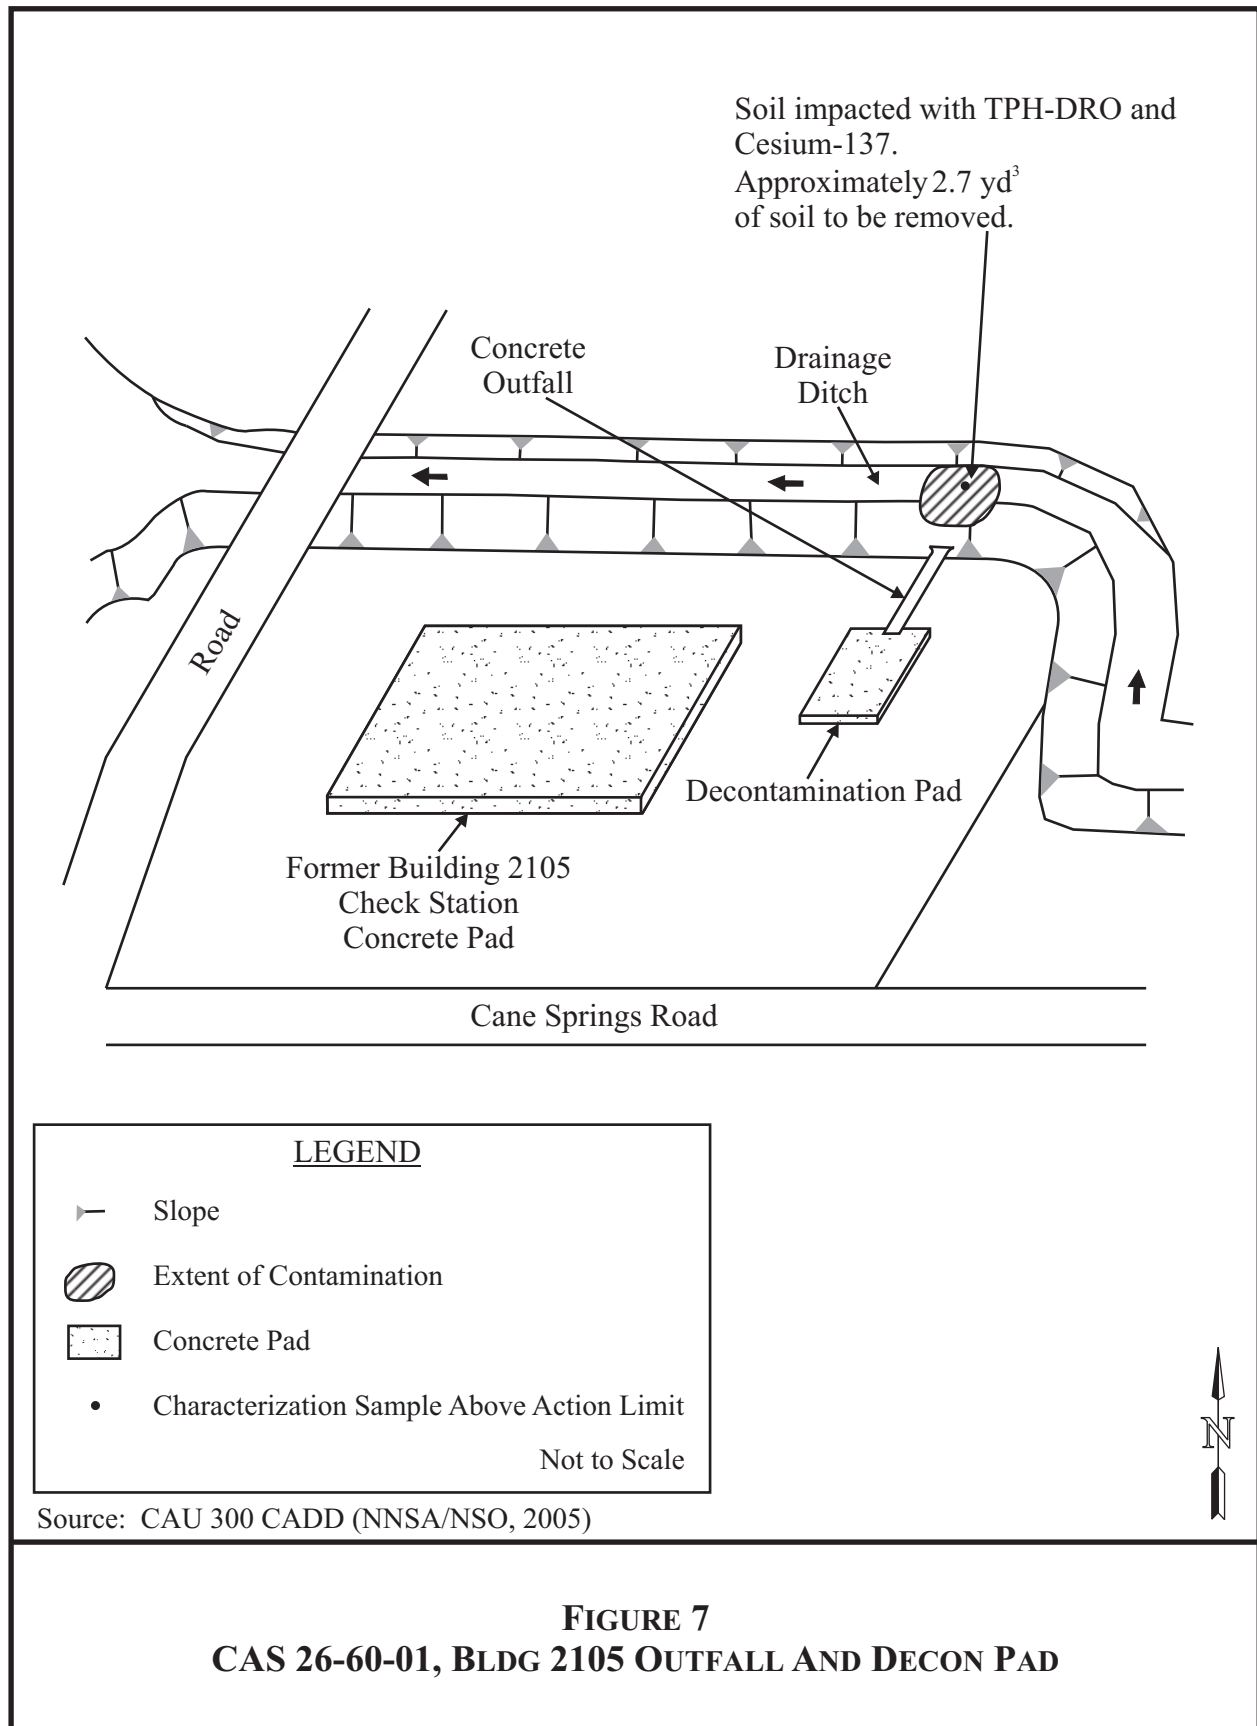 Soil impacted with TPH-DRO and
Cesium-137.
Approximately 2.7 yd³
of soil to be removed.
Concrete
Outfall
Drainage
Ditch
Road
Decontamination Pad
Former Building 2105
Check Station
Concrete Pad
Cane Springs Road
LEGEND
Slope
Extent of Contamination
Concrete Pad
Characterization Sample Above Action Limit
Not to Scale
N
Source: CAU 300 CADD (NNSA/NSO, 2005)
FIGURE 7
CAS 26-60-01, BLDG 2105 OUTFALL AND DECON PAD